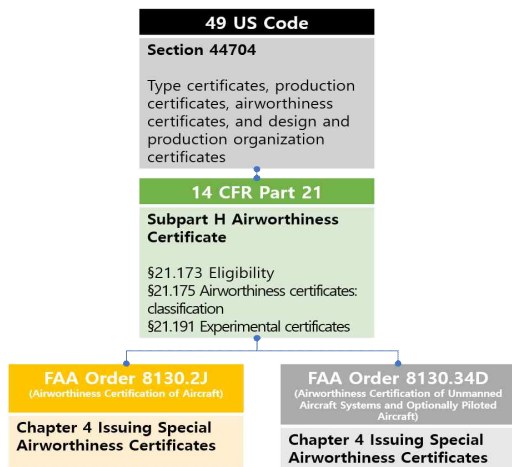 49 US Code
Section 44704
Type certificates, production
certificates, airworthiness
certificates, and design and
production organization
certificates
14 CFR Part 21
Subpart H Airworthiness
Certificate
§21.173 Eligibility
§21.175 Airworthiness certificates:
classification
§21.191 Experimental certificates
FAA Order 8130.2J
(Airworthiness Certification of Aircraft)
Chapter 4 Issuing Special
Airworthiness Certificates
FAA Order 8130.34D
(Airworthiness Certification of Unmanned
Aircraft Systems and Optionally Piloted
Aircraft)
Chapter 4 Issuing Special
Airworthiness Certificates